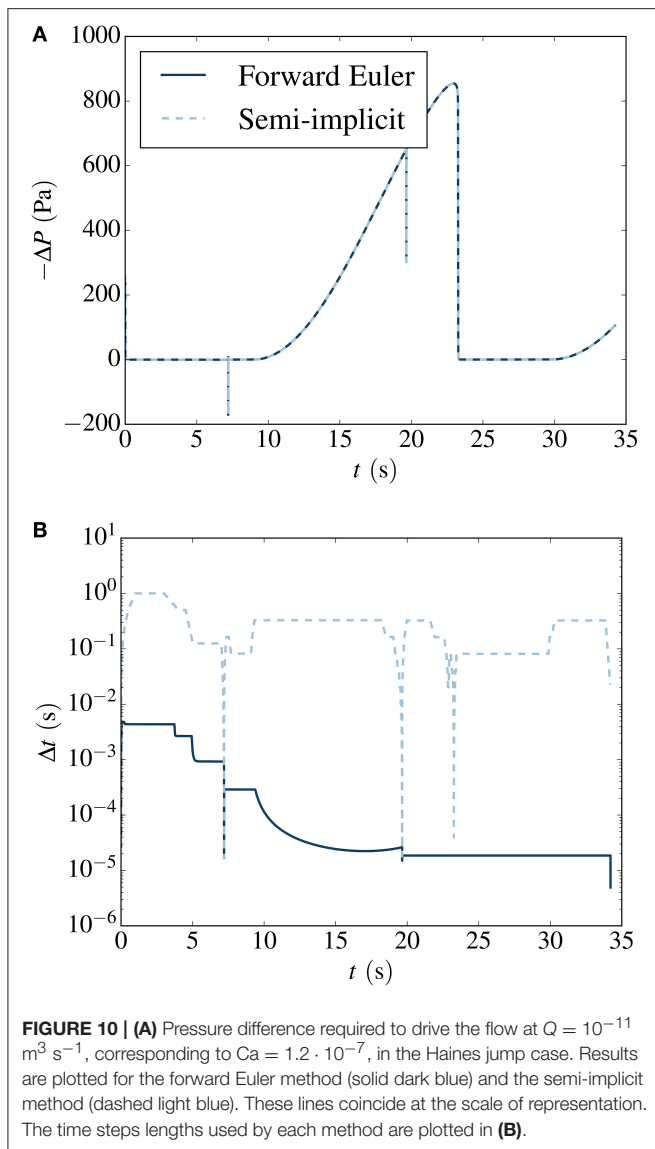 A
1000
800
600
400
200
0
−200
−ΔP (Pa)
Forward Euler
Semi-implicit
0 5 10 15 20 25 30 35
t (s)
B
10^1
10^0
10^−1
10^−2
10^−3
10^−4
10^−5
10^−6
Δt (s)
0 5 10 15 20 25 30 35
t (s)
FIGURE 10 | (A) Pressure difference required to drive the flow at Q = 10^−11
m^3 s^−1, corresponding to Ca = 1.2 · 10^−7, in the Haines jump case. Results
are plotted for the forward Euler method (solid dark blue) and the semi-implicit
method (dashed light blue). These lines coincide at the scale of representation.
The time steps lengths used by each method are plotted in (B).